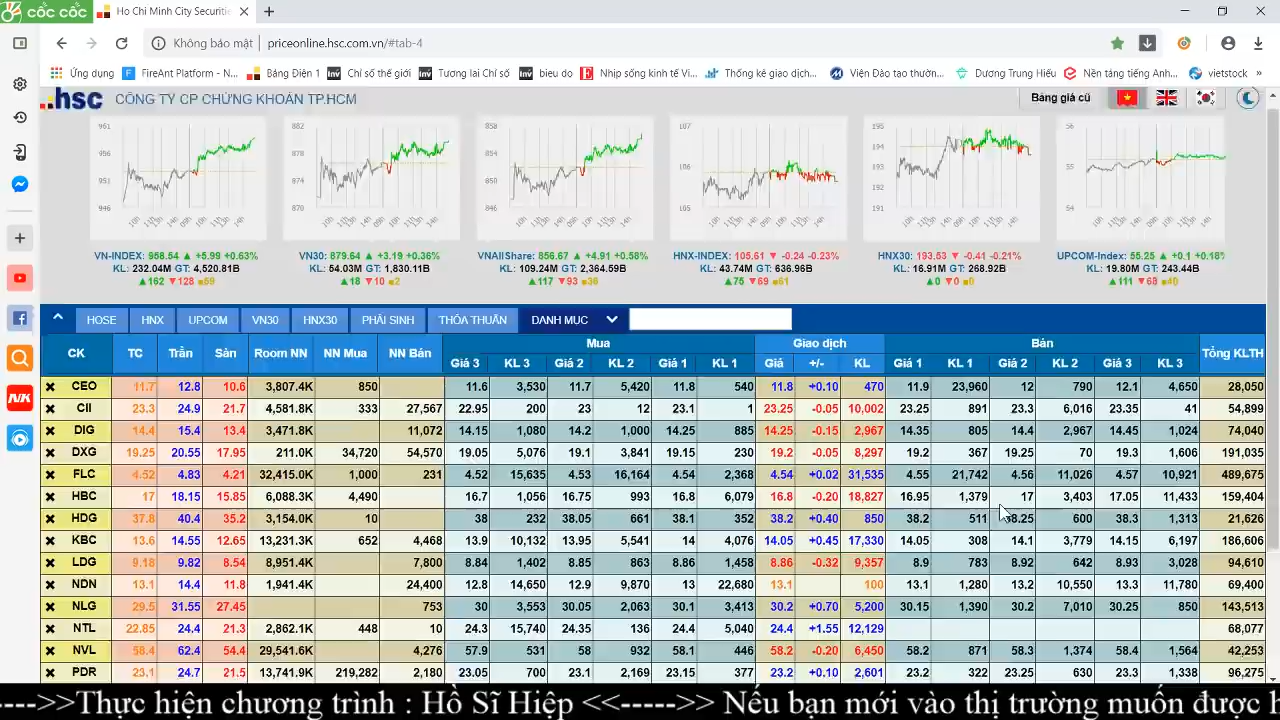 CỐC CỐC Ho Chi Minh City Securitie
Không bảo mật priceonline.hsc.com.vn/#tab-4
Ứng dụng FireAnt Platform - N... Bảng Điện 1 Chỉ số thế giới Tương lai Chỉ số bieu do Nhịp sống kinh tế Vi... Thống kê giao dịch... Viện Dào tạo thường... Dương Trung Hiếu Nền tảng tiếng Anh... vietstock »
hsc CÔNG TY CP CHỨNG KHOÁN TP.HCM Bảng giá cũ
961 956 951 946
882 878 874 870
858 854 850 846
107 106 105
195 194 193 192 191
56 55 54
VN-INDEX: 958.54 ▲ +5.99 +0.63% VN30: 879.64 ▲ +3.19 +0.36% VNAllShare: 856.67 ▲ +4.91 +0.58% HNX-INDEX: 105.61 ▼ -0.24 -0.23% HNX30: 193.53 ▼ -0.41 -0.21% UPCOM-Index: 55.25 ▲ +0.1 +0.18%
KL: 232.04M GT: 4,520.81B KL: 54.03M GT: 1,830.11B KL: 109.24M GT: 2,364.59B KL: 43.74M GT: 636.96B KL: 16.91M GT: 268.92B KL: 19.80M GT: 243.44B
▲162 ▼128 ■59 ▲18 ▼10 ■2 ▲117 ▼93 ■36 ▲75 ▼69 ■61 ▲0 ▼0 ■0 ▲111 ▼68 ■40
HOSE HNX UPCOM VN30 HNX30 PHÁI SINH THỎA THUẬN DANH MỤC
CK TC Trần Sàn Room NN NN Mua NN Bán Mua Giao dịch Bán Tổng KLTH
Giá 3 KL 3 Giá 2 KL 2 Giá 1 KL 1 Giá +/- KL Giá 1 KL 1 Giá 2 KL 2 Giá 3 KL 3
CEO 11.7 12.8 10.6 3,807.4K 850 11.6 3,530 11.7 5,420 11.8 540 11.8 +0.10 470 11.9 23,960 12 790 12.1 4,650 28,050
CII 23.3 24.9 21.7 4,581.8K 333 27,567 22.95 200 23 12 23.1 1 23.25 -0.05 10,002 23.25 891 23.3 6,016 23.35 41 54,899
DIG 14.4 15.4 13.4 3,471.8K 11,072 14.15 1,080 14.2 1,000 14.25 885 14.25 -0.15 2,967 14.35 805 14.4 2,967 14.45 1,024 74,040
DXG 19.25 20.55 17.95 211.0K 34,720 54,570 19.05 5,076 19.1 3,841 19.15 230 19.2 -0.05 8,297 19.2 367 19.25 70 19.3 1,606 191,035
FLC 4.52 4.83 4.21 32,415.0K 1,000 231 4.52 15,635 4.53 16,164 4.54 2,368 4.54 +0.02 31,535 4.55 21,742 4.56 11,026 4.57 10,921 489,675
HBC 17 18.15 15.85 6,088.3K 4,490 16.7 1,056 16.75 993 16.8 6,079 16.8 -0.20 18,827 16.95 1,379 17 3,403 17.05 11,433 159,404
HDG 37.8 40.4 35.2 3,154.0K 10 38 232 38.05 661 38.1 352 38.2 +0.40 850 38.2 511 38.25 600 38.3 1,313 21,626
KBC 13.6 14.55 12.65 13,231.3K 652 4,468 13.9 10,132 13.95 5,541 14 4,076 14.05 +0.45 17,330 14.05 308 14.1 3,779 14.15 6,197 186,606
LDG 9.18 9.82 8.54 8,951.4K 7,800 8.84 1,402 8.85 863 8.86 1,458 8.86 -0.32 9,357 8.9 783 8.92 642 8.93 3,028 94,610
NDN 13.1 14.4 11.8 1,941.4K 24,400 12.8 14,650 12.9 9,870 13 22,680 13.1 100 13.1 1,280 13.2 10,550 13.3 11,780 69,400
NLG 29.5 31.55 27.45 753 30 3,553 30.05 2,063 30.1 3,413 30.2 +0.70 5,200 30.15 1,390 30.2 7,010 30.25 850 143,513
NTL 22.85 24.4 21.3 2,862.1K 448 10 24.3 15,740 24.35 136 24.4 5,040 24.4 +1.55 12,129 68,077
NVL 58.4 62.4 54.4 29,541.6K 4,276 57.9 531 58 932 58.1 446 58.2 -0.20 6,450 58.2 871 58.3 1,374 58.4 1,564 42,253
PDR 23.1 24.7 21.5 13,741.9K 219,282 2,180 23.05 700 23.1 2,169 23.15 377 23.2 +0.10 2,601 23.2 322 23.25 630 23.3 1,338 96,275
---->>Thực hiện chương trình : Hồ Sĩ Hiệp <<----->> Nếu bạn mới vào thị trường muốn được h